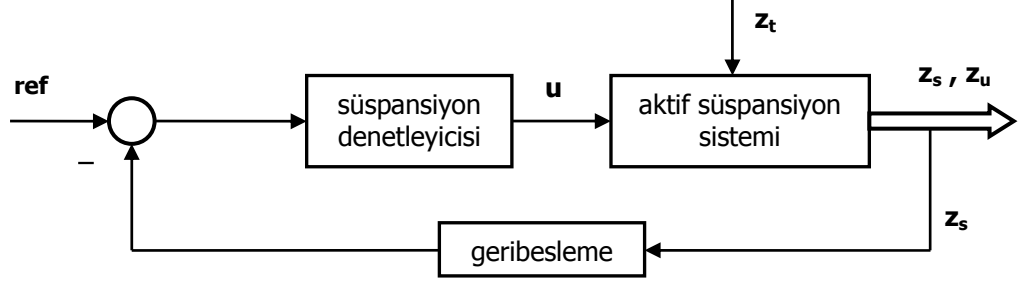 z_t
ref
süspansiyon
denetleyicisi
u
aktif süspansiyon
sistemi
z_s , z_u
−
z_s
geribesleme